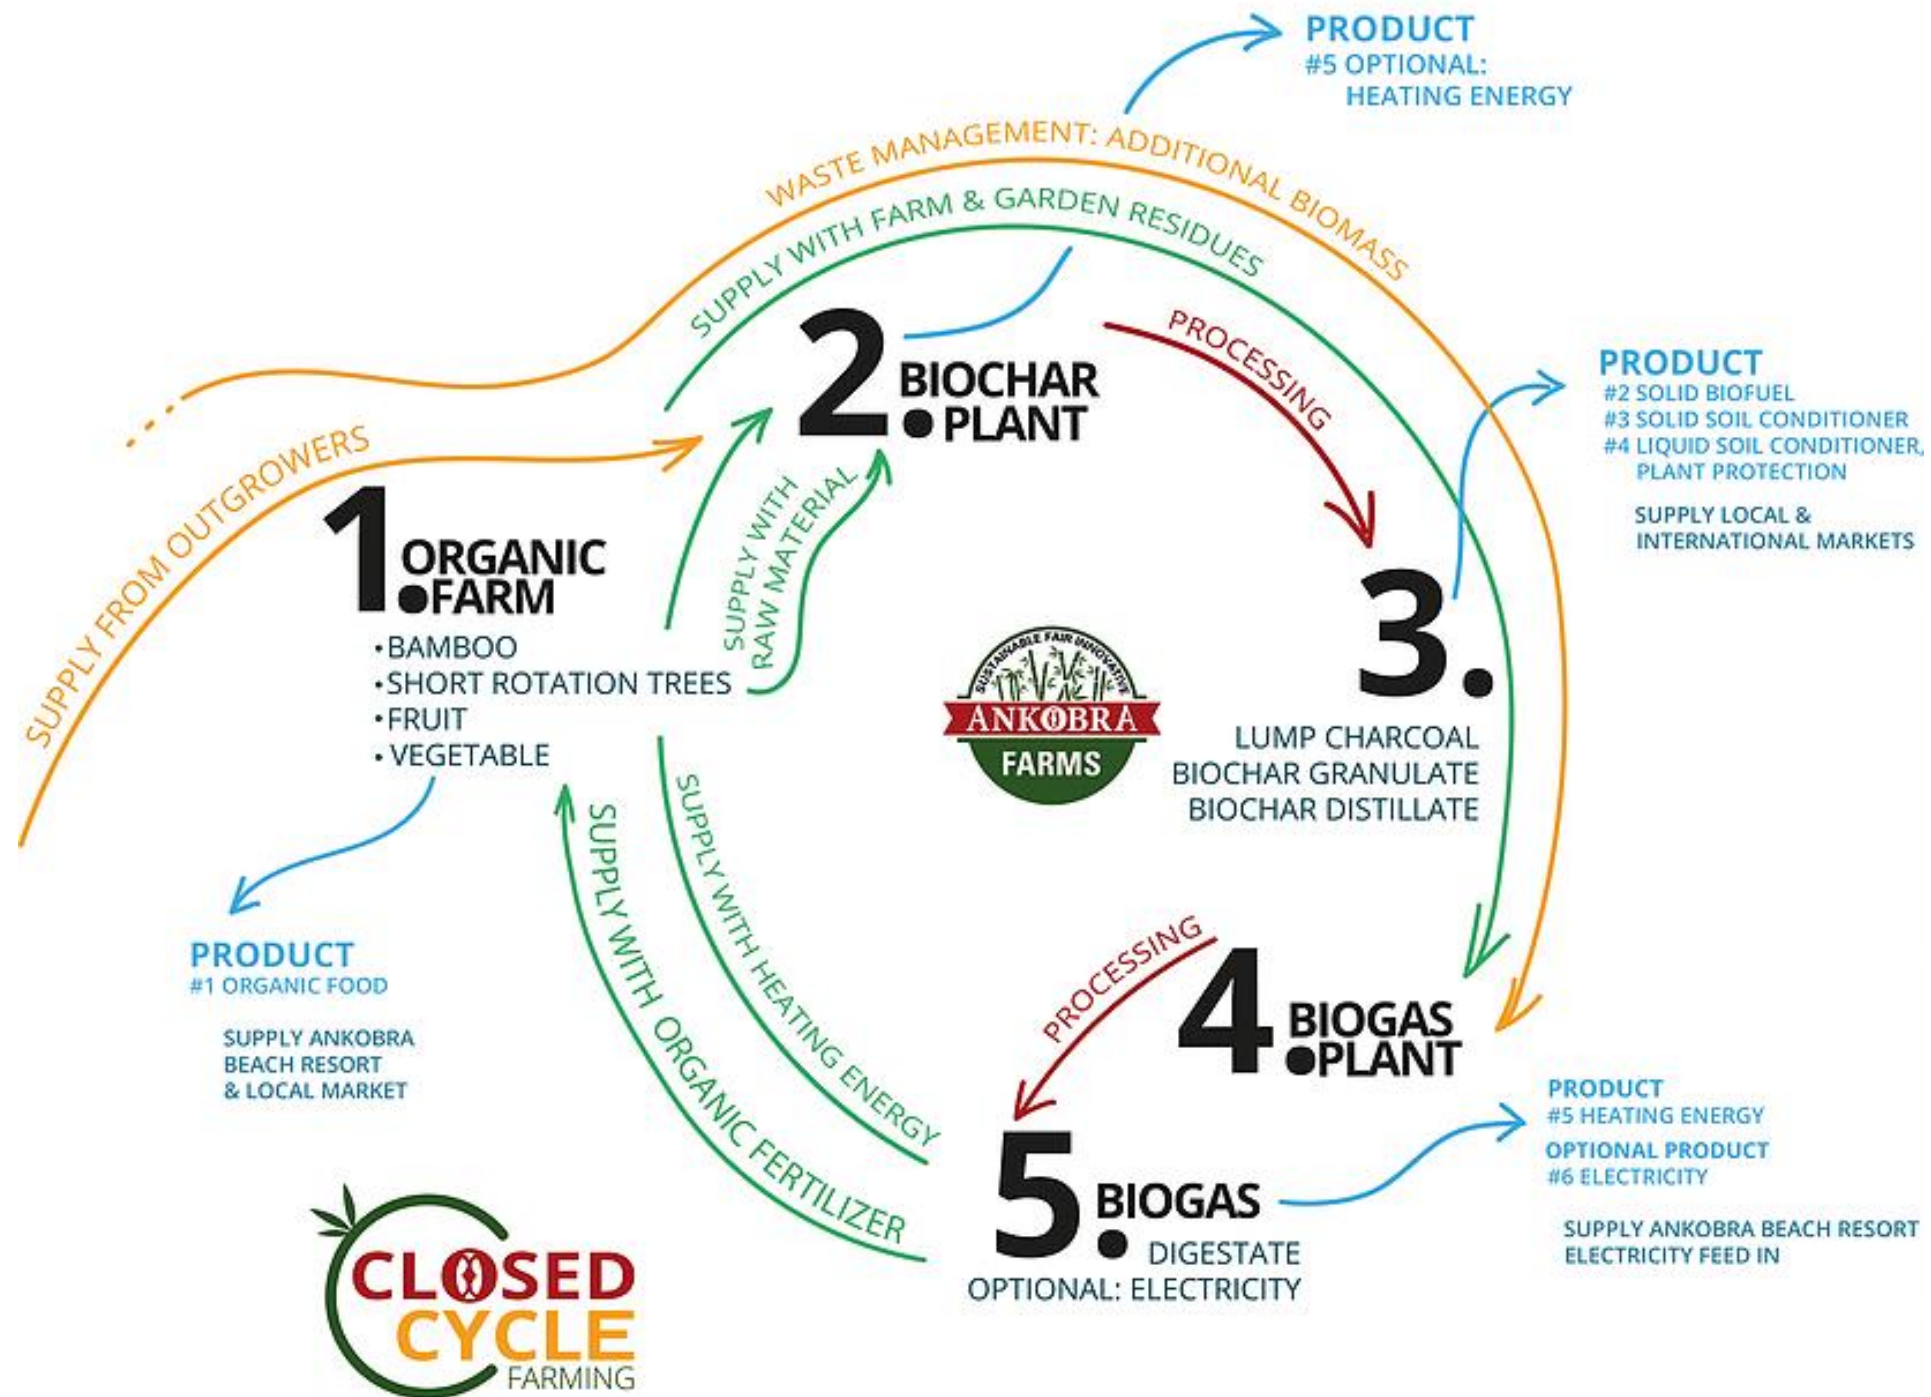 PRODUCT
#5 OPTIONAL:
HEATING ENERGY
WASTE MANAGEMENT: ADDITIONAL BIOMASS
SUPPLY WITH FARM & GARDEN RESIDUES
2. BIOCHAR
PLANT
PROCESSING
PRODUCT
#2 SOLID BIOFUEL
#3 SOLID SOIL CONDITIONER
#4 LIQUID SOIL CONDITIONER,
PLANT PROTECTION
SUPPLY LOCAL &
INTERNATIONAL MARKETS
SUPPLY FROM OUTGROWERS
1. ORGANIC
FARM
• BAMBOO
• SHORT ROTATION TREES
• FRUIT
• VEGETABLE
SUPPLY WITH
RAW MATERIAL
SUSTAINABLE FAIR INNOVATIVE
ANKOBRA
FARMS
3.
LUMP CHARCOAL
BIOCHAR GRANULATE
BIOCHAR DISTILLATE
PRODUCT
#1 ORGANIC FOOD
SUPPLY ANKOBRA
BEACH RESORT
& LOCAL MARKET
SUPPLY WITH HEATING ENERGY
SUPPLY WITH ORGANIC FERTILIZER
PROCESSING
4. BIOGAS
PLANT
5. BIOGAS
DIGESTATE
OPTIONAL: ELECTRICITY
PRODUCT
#5 HEATING ENERGY
OPTIONAL PRODUCT
#6 ELECTRICITY
SUPPLY ANKOBRA BEACH RESORT
ELECTRICITY FEED IN
CLOSED
CYCLE
FARMING